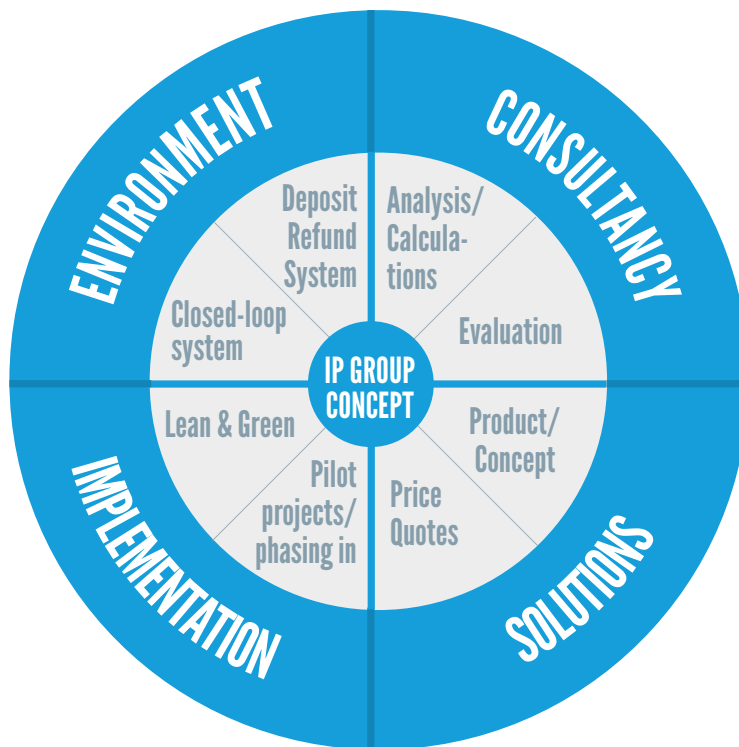 ENVIRONMENT
CONSULTANCY
Deposit
Refund
System
Analysis/
Calcula-
tions
Closed-loop
system
Evaluation
IP GROUP
CONCEPT
Lean & Green
Product/
Concept
Pilot
projects/
phasing in
Price
Quotes
IMPLEMENTATION
SOLUTIONS